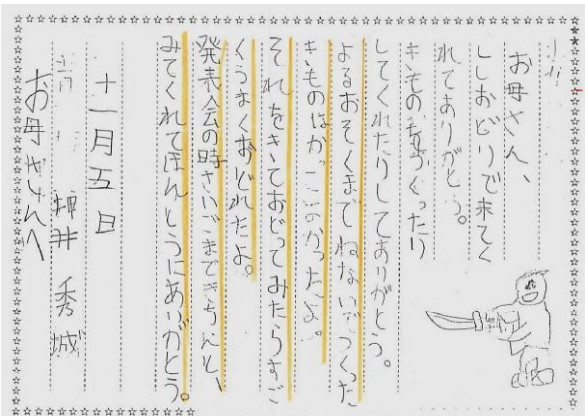 お母さん、
ししおどりで来てく
れてありがとう。
きものをつくったり
してくれたりしてありがとう。
よるおそくまでねないでつくった
きものはかっこよかったよ。
それをきておどってみたらすご
くうまくおどれたよ。
発表会の時さいごまできちんと、
みてくれてほんとうにありがとう。
十一月五日
井 秀城
お母さんへ